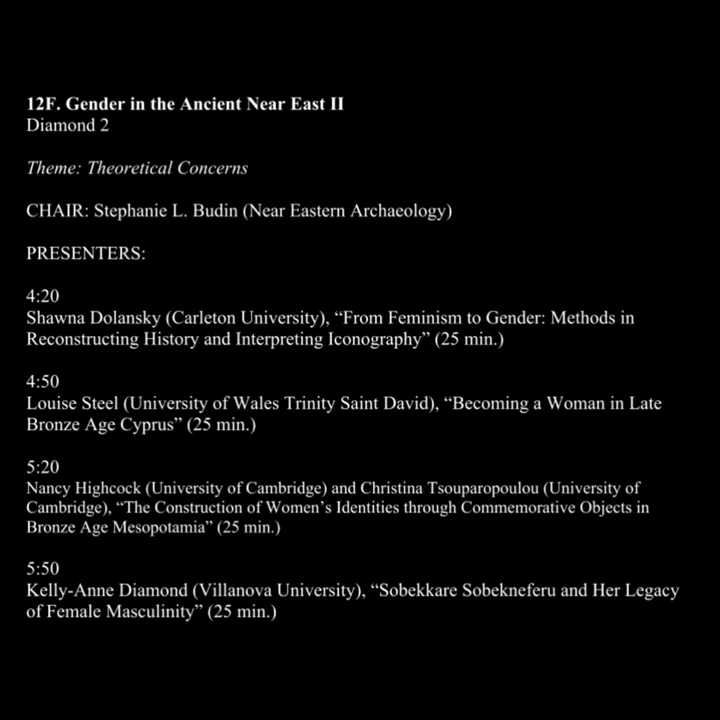 12F. Gender in the Ancient Near East II
Diamond 2
Theme: Theoretical Concerns
CHAIR: Stephanie L. Budin (Near Eastern Archaeology)
PRESENTERS:
4:20
Shawna Dolansky (Carleton University), “From Feminism to Gender: Methods in
Reconstructing History and Interpreting Iconography” (25 min.)
4:50
Louise Steel (University of Wales Trinity Saint David), “Becoming a Woman in Late
Bronze Age Cyprus” (25 min.)
5:20
Nancy Highcock (University of Cambridge) and Christina Tsouparopoulou (University of
Cambridge), “The Construction of Women’s Identities through Commemorative Objects in
Bronze Age Mesopotamia” (25 min.)
5:50
Kelly-Anne Diamond (Villanova University), “Sobekkare Sobekneferu and Her Legacy
of Female Masculinity” (25 min.)